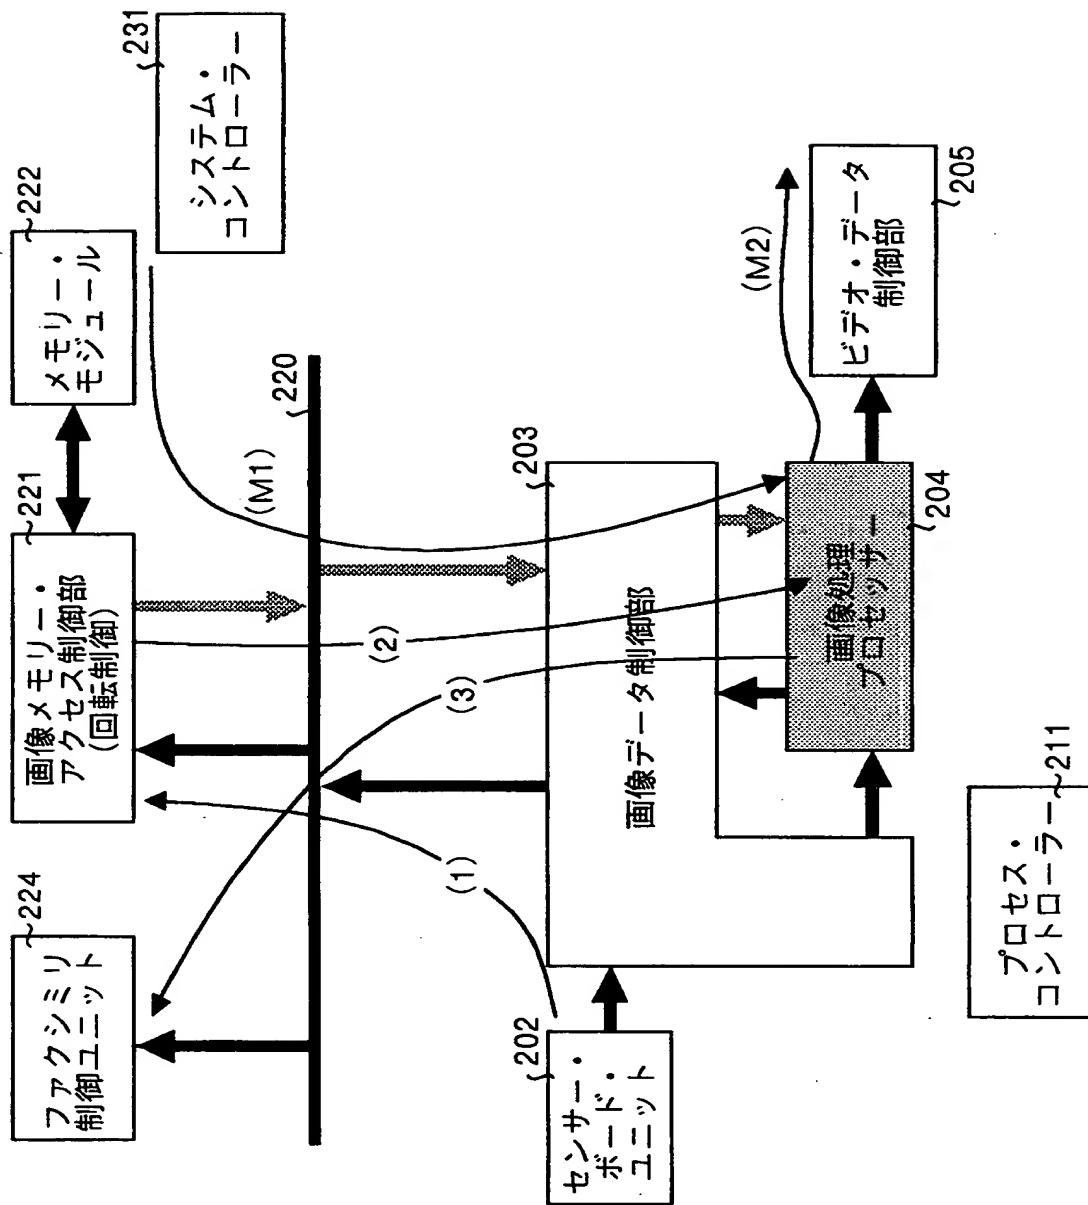 ファクシミリ
制御ユニット
224
画像メモリー・
アクセス制御部
(回転制御)
221
メモリー・
モジュール
222
システム・
コントローラー
231
220
(1)
(2)
(3)
(M1)
(M2)
センサー・
ボード・
ユニット
202
画像データ制御部
203
画像処理
プロセッサー
204
ビデオ・データ
制御部
205
プロセス・
コントローラー
211